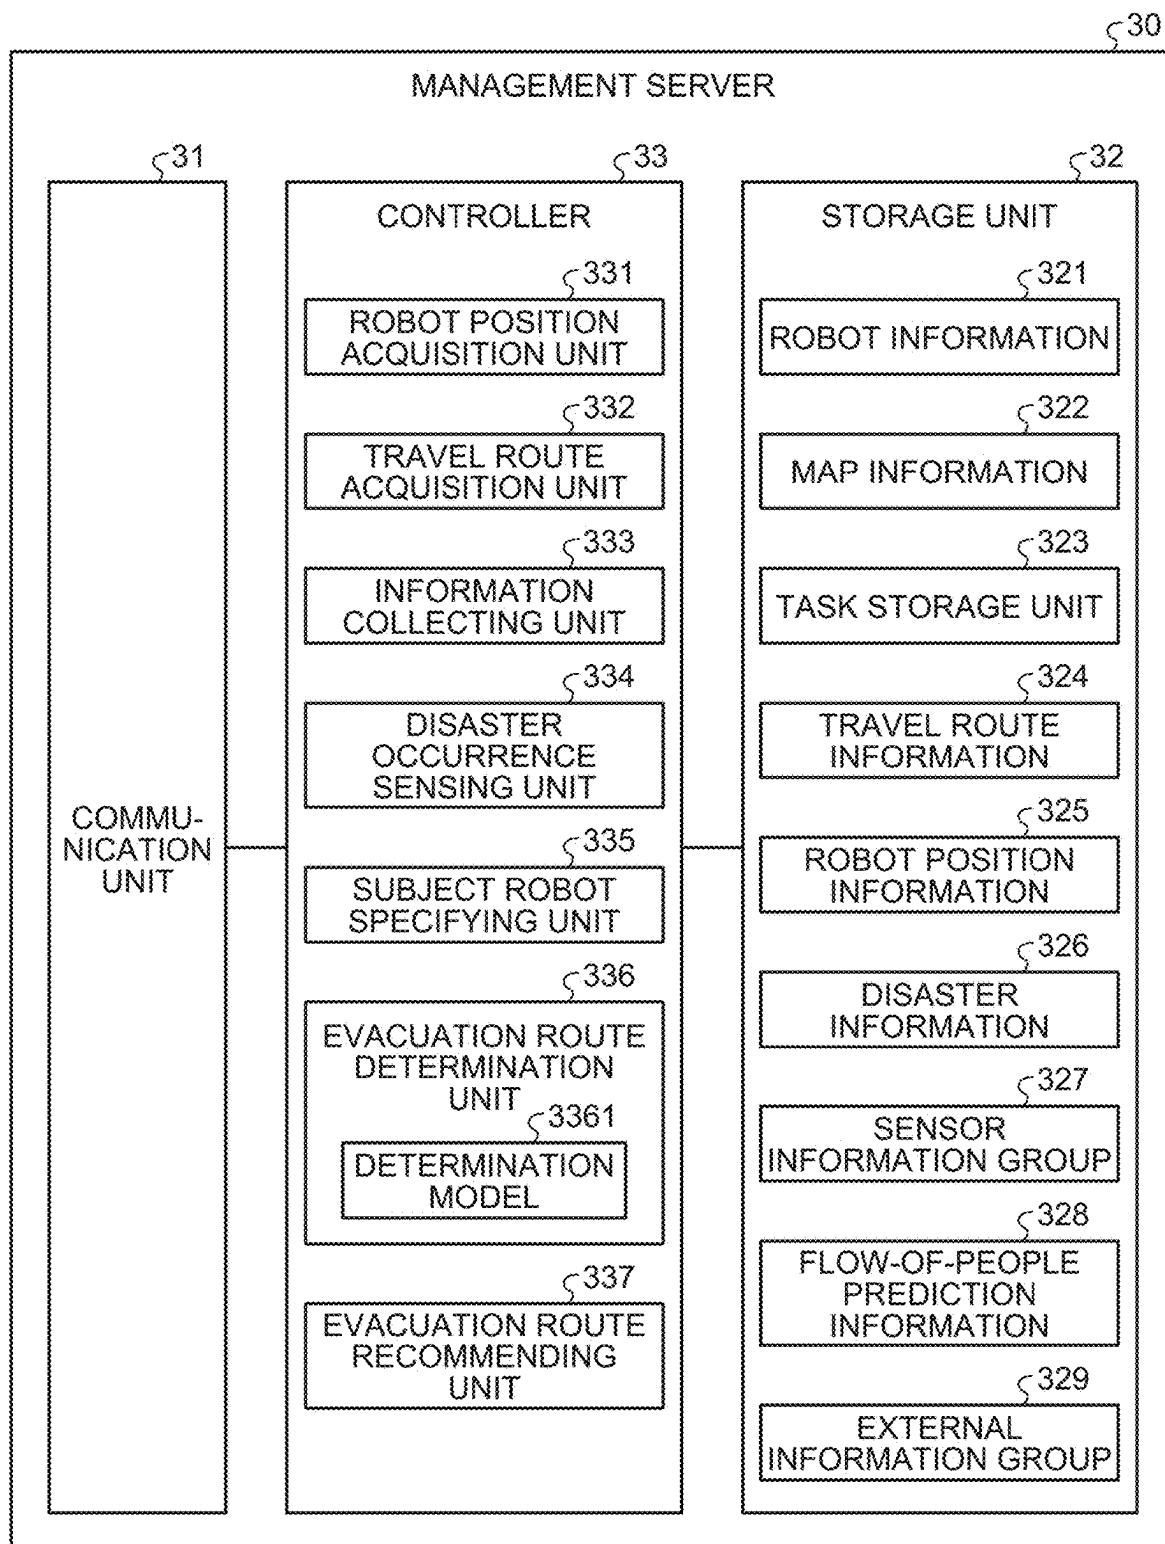 30
MANAGEMENT SERVER
31
COMMU-
NICATION
UNIT
33
CONTROLLER
331
ROBOT POSITION
ACQUISITION UNIT
332
TRAVEL ROUTE
ACQUISITION UNIT
333
INFORMATION
COLLECTING UNIT
334
DISASTER
OCCURRENCE
SENSING UNIT
335
SUBJECT ROBOT
SPECIFYING UNIT
336
EVACUATION ROUTE
DETERMINATION
UNIT
3361
DETERMINATION
MODEL
337
EVACUATION ROUTE
RECOMMENDING
UNIT
32
STORAGE UNIT
321
ROBOT INFORMATION
322
MAP INFORMATION
323
TASK STORAGE UNIT
324
TRAVEL ROUTE
INFORMATION
325
ROBOT POSITION
INFORMATION
326
DISASTER
INFORMATION
327
SENSOR
INFORMATION GROUP
328
FLOW-OF-PEOPLE
PREDICTION
INFORMATION
329
EXTERNAL
INFORMATION GROUP